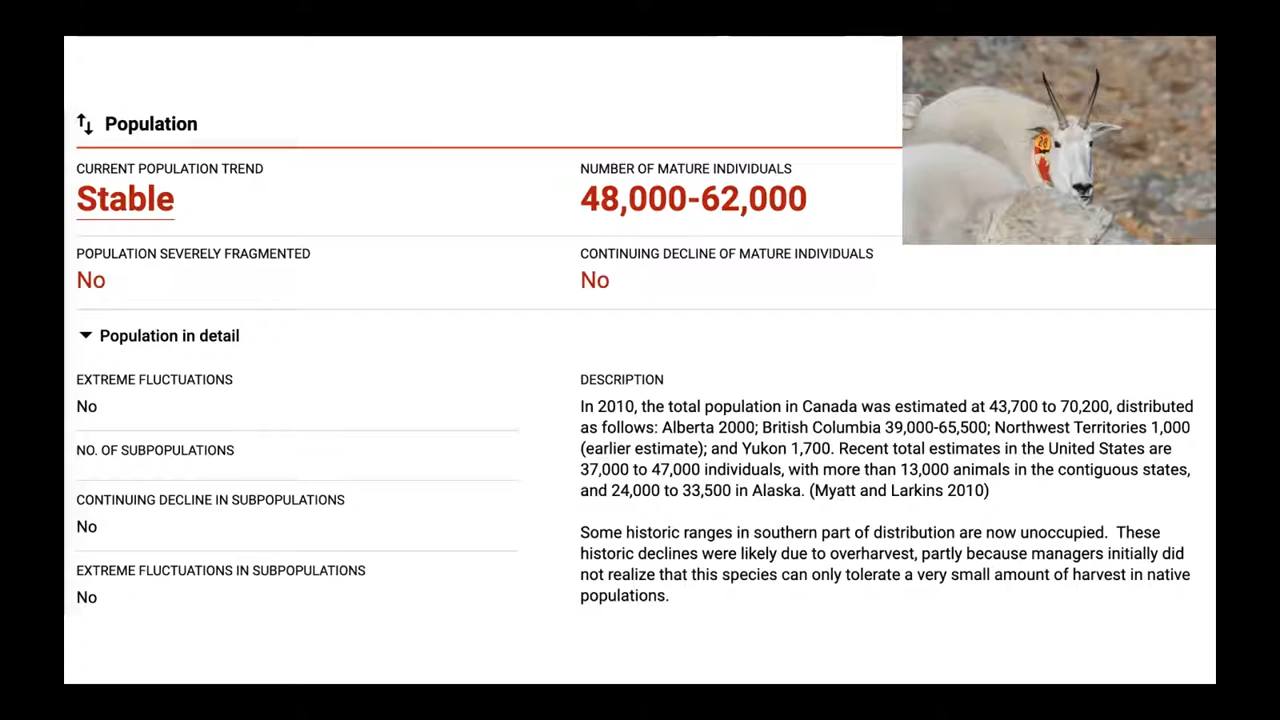 Population
CURRENT POPULATION TREND
Stable
NUMBER OF MATURE INDIVIDUALS
48,000-62,000
POPULATION SEVERELY FRAGMENTED
No
CONTINUING DECLINE OF MATURE INDIVIDUALS
No
Population in detail
EXTREME FLUCTUATIONS
No
NO. OF SUBPOPULATIONS
CONTINUING DECLINE IN SUBPOPULATIONS
No
EXTREME FLUCTUATIONS IN SUBPOPULATIONS
No
DESCRIPTION
In 2010, the total population in Canada was estimated at 43,700 to 70,200, distributed
as follows: Alberta 2000; British Columbia 39,000-65,500; Northwest Territories 1,000
(earlier estimate); and Yukon 1,700. Recent total estimates in the United States are
37,000 to 47,000 individuals, with more than 13,000 animals in the contiguous states,
and 24,000 to 33,500 in Alaska. (Myatt and Larkins 2010)
Some historic ranges in southern part of distribution are now unoccupied. These
historic declines were likely due to overharvest, partly because managers initially did
not realize that this species can only tolerate a very small amount of harvest in native
populations.
28